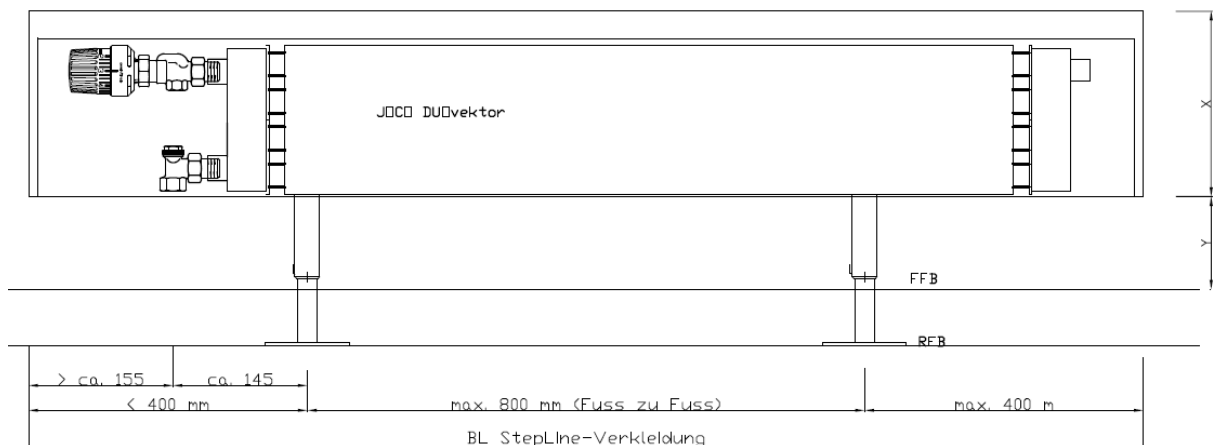 JOCO DUOvektor
X
Y
FFB
RFB
> ca. 155
ca. 145
< 400 mm
max. 800 mm (Fuss zu Fuss)
max. 400 m
BL StepLine-Verkleidung